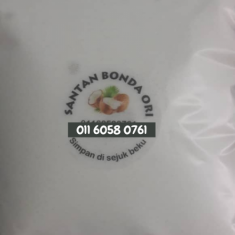 SANTAN BONDA ORI
011 6058 0761
Simpan di sejuk beku